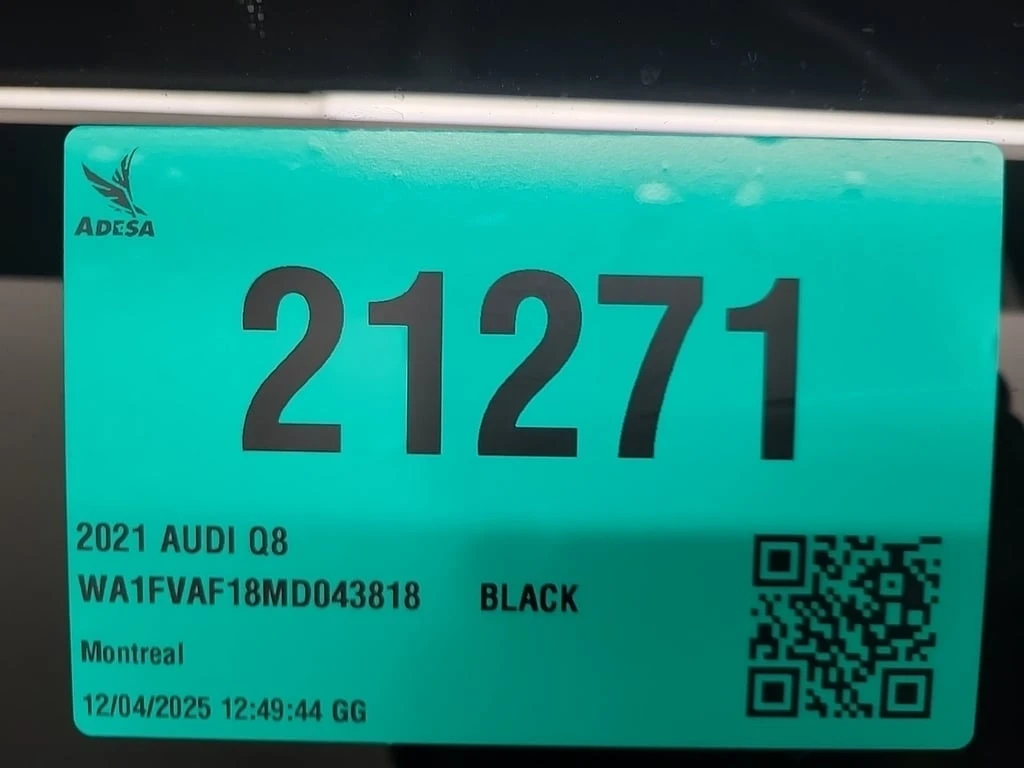 ADESA
21271
2021 AUDI Q8
WA1FVAF18MD043818 BLACK
Montreal
12/04/2025 12:49:44 GG